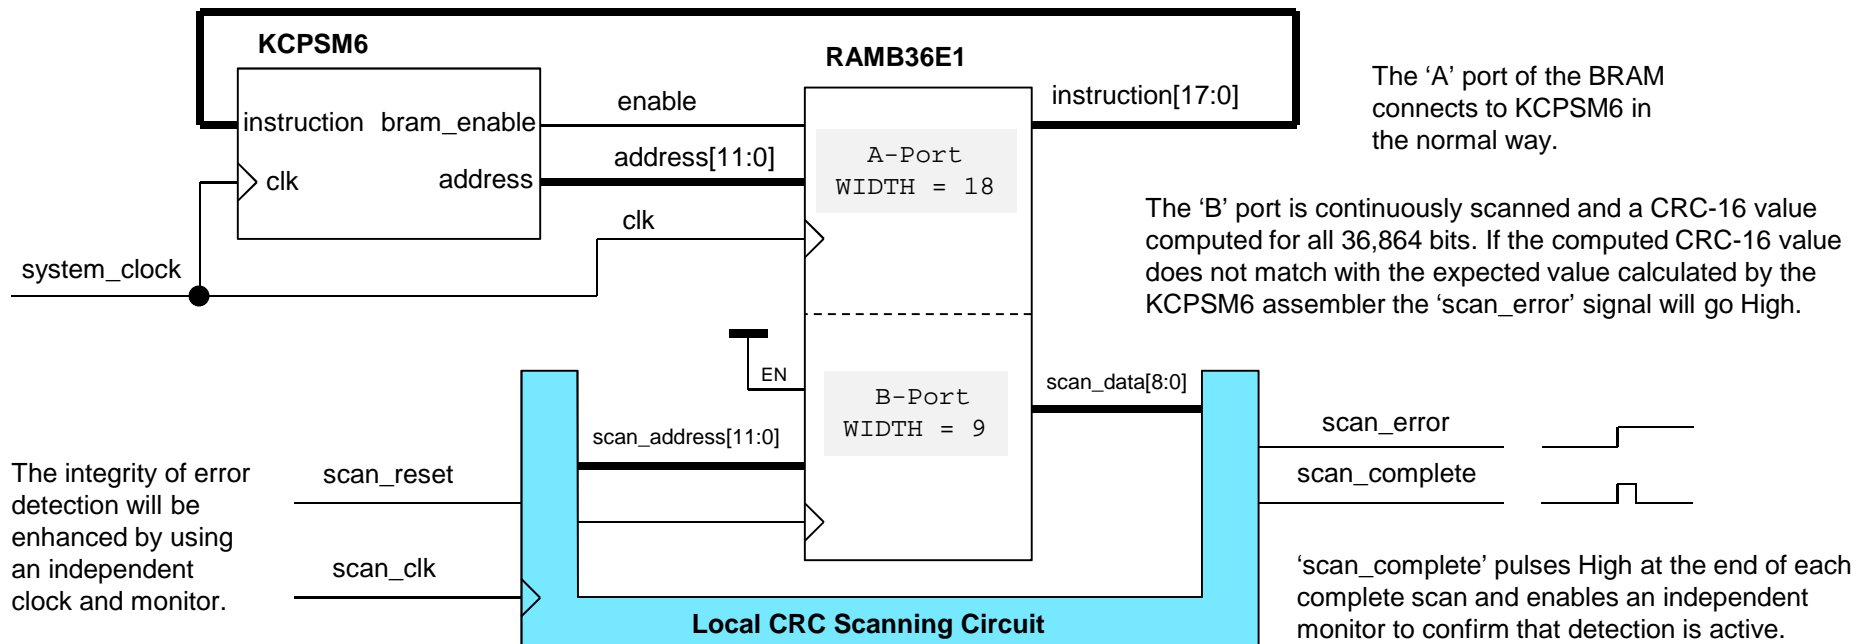 KCPSM6
RAMB36E1
instruction bram_enable
clk
address
enable
address[11:0]
clk
system_clock
A-Port
WIDTH = 18
instruction[17:0]
The ‘A’ port of the BRAM
connects to KCPSM6 in
the normal way.
The ‘B’ port is continuously scanned and a CRC-16 value
computed for all 36,864 bits. If the computed CRC-16 value
does not match with the expected value calculated by the
KCPSM6 assembler the ‘scan_error’ signal will go High.
EN
B-Port
WIDTH = 9
scan_data[8:0]
scan_address[11:0]
The integrity of error
detection will be
enhanced by using
an independent
clock and monitor.
scan_reset
scan_clk
scan_error
scan_complete
‘scan_complete’ pulses High at the end of each
complete scan and enables an independent
monitor to confirm that detection is active.
Local CRC Scanning Circuit